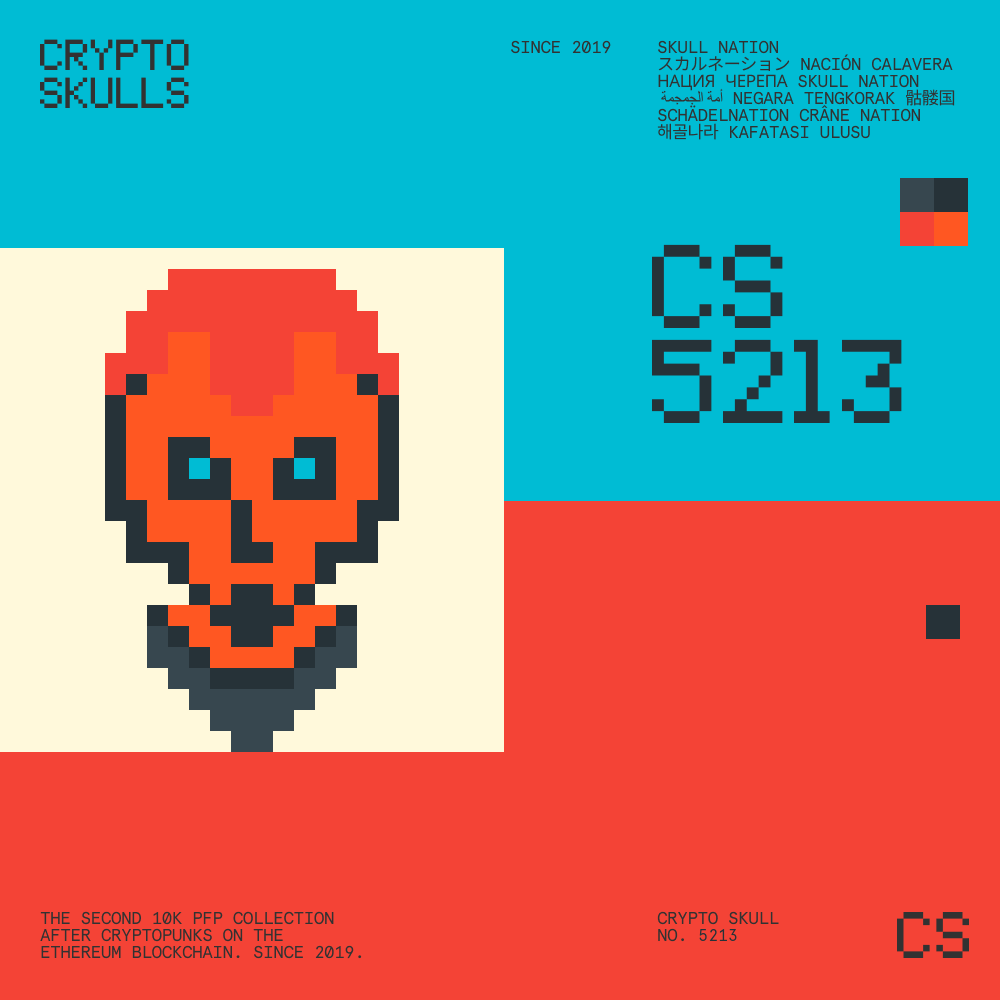 CRYPTO
SKULLS
SINCE 2019
SKULL NATION
スカルネーション NACIÓN CALAVERA
НАЦИЯ ЧЕРЕПА SKULL NATION
أمة الجمجمة NEGARA TENGKORAK 骷髅国
SCHÄDELNATION CRÂNE NATION
해골나라 KAFATASI ULUSU
CS
5213
THE SECOND 10K PFP COLLECTION
AFTER CRYPTOPUNKS ON THE
ETHEREUM BLOCKCHAIN. SINCE 2019.
CRYPTO SKULL
NO. 5213
CS